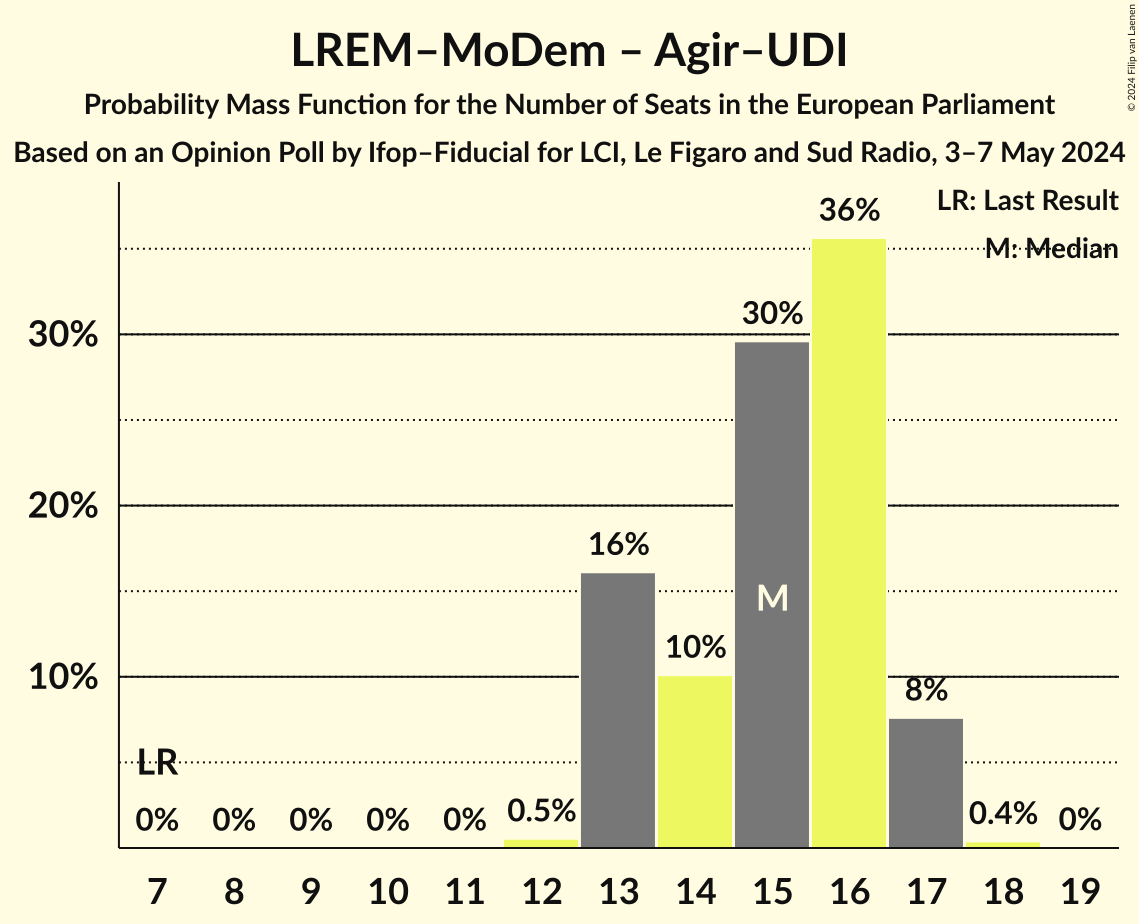 LREM–MoDem – Agir–UDI
Probability Mass Function for the Number of Seats in the European Parliament
Based on an Opinion Poll by Ifop–Fiducial for LCI, Le Figaro and Sud Radio, 3–7 May 2024
© 2024 Filip van Laenen
LR: Last Result
M: Median
36%
30%
30%
20%
16%
M
10%
10%
8%
LR
0% 0% 0% 0% 0% 0.5% 0.4% 0%
7 8 9 10 11 12 13 14 15 16 17 18 19